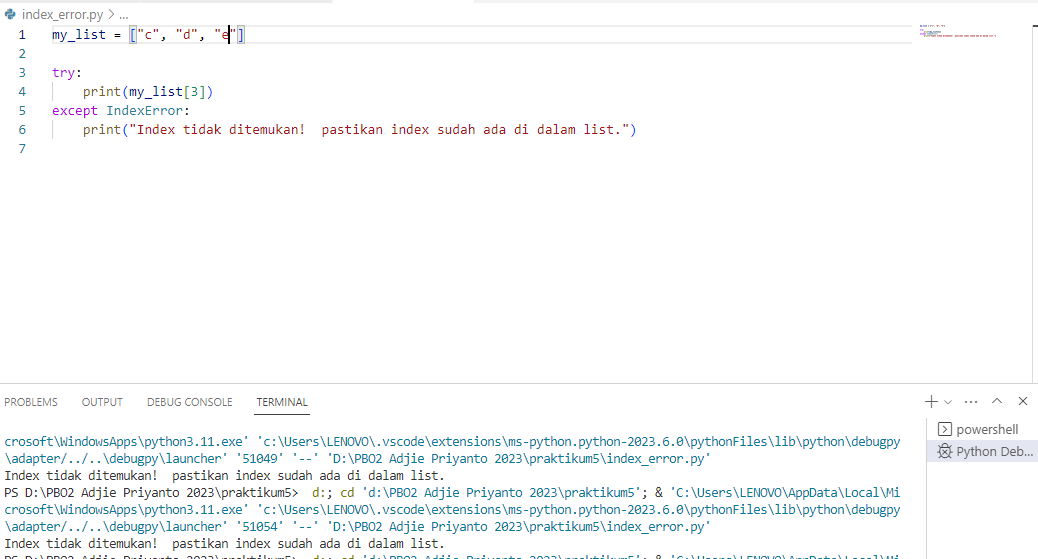 index_error.py > ...
1 my_list = ["c", "d", "e"]
2
3 try:
4 print(my_list[3])
5 except IndexError:
6 print("Index tidak ditemukan!  pastikan index sudah ada di dalam list.")
7
PROBLEMS OUTPUT DEBUG CONSOLE TERMINAL
powershell
Python Deb...
crosoft\WindowsApps\python3.11.exe' 'c:\Users\LENOVO\.vscode\extensions\ms-python.python-2023.6.0\pythonFiles\lib\python\debugpy
\adapter/../..\debugpy\launcher' '51049' '--' 'D:\PBO2 Adjie Priyanto 2023\praktikum5\index_error.py'
Index tidak ditemukan!  pastikan index sudah ada di dalam list.
PS D:\PBO2 Adjie Priyanto 2023\praktikum5>  d:; cd 'd:\PBO2 Adjie Priyanto 2023\praktikum5'; & 'C:\Users\LENOVO\AppData\Local\Mi
crosoft\WindowsApps\python3.11.exe' 'c:\Users\LENOVO\.vscode\extensions\ms-python.python-2023.6.0\pythonFiles\lib\python\debugpy
\adapter/../..\debugpy\launcher' '51054' '--' 'D:\PBO2 Adjie Priyanto 2023\praktikum5\index_error.py'
Index tidak ditemukan!  pastikan index sudah ada di dalam list.